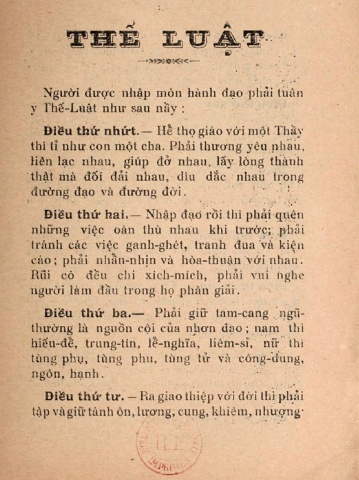 THẾ LUẬT
Người được nhập môn hành đạo phải tuân
y Thế-Luật như sau nầy :
Điều thứ nhứt.— Hễ thọ giáo với một Thầy
thì tỉ như con một cha. Phải thương yêu nhau,
liên lạc nhau, giúp đở nhau, lấy lòng thành
thật mà đối đải nhau, dìu dắc nhau trong
đường đạo và đường đời.
Điều thứ hai.— Nhập đạo rồi thì phải quên
những việc oán thù nhau khi trước; phải
tránh các việc ganh-ghét, tranh đua và kiện
cáo ; phải nhẫn-nhịn và hòa-thuận với nhau.
Rũi có đều chi xích-mích, phải vui nghe
người làm đầu trong họ phân giải.
Điều thứ ba.— Phải giữ tam-cang ngũ-
thường là nguồn cội của nhơn đạo ; nam thì
hiếu-đễ, trung-tín, lễ-nghĩa, liêm-sỉ, nữ thì
tùng phụ, tùng phu, tùng tử và công-dung,
ngôn, hạnh.
Điều thứ tư.— Ra giao thiệp với đời thì phải
tập và giữ tánh ôn, lương, cung, khiêm, nhượng·